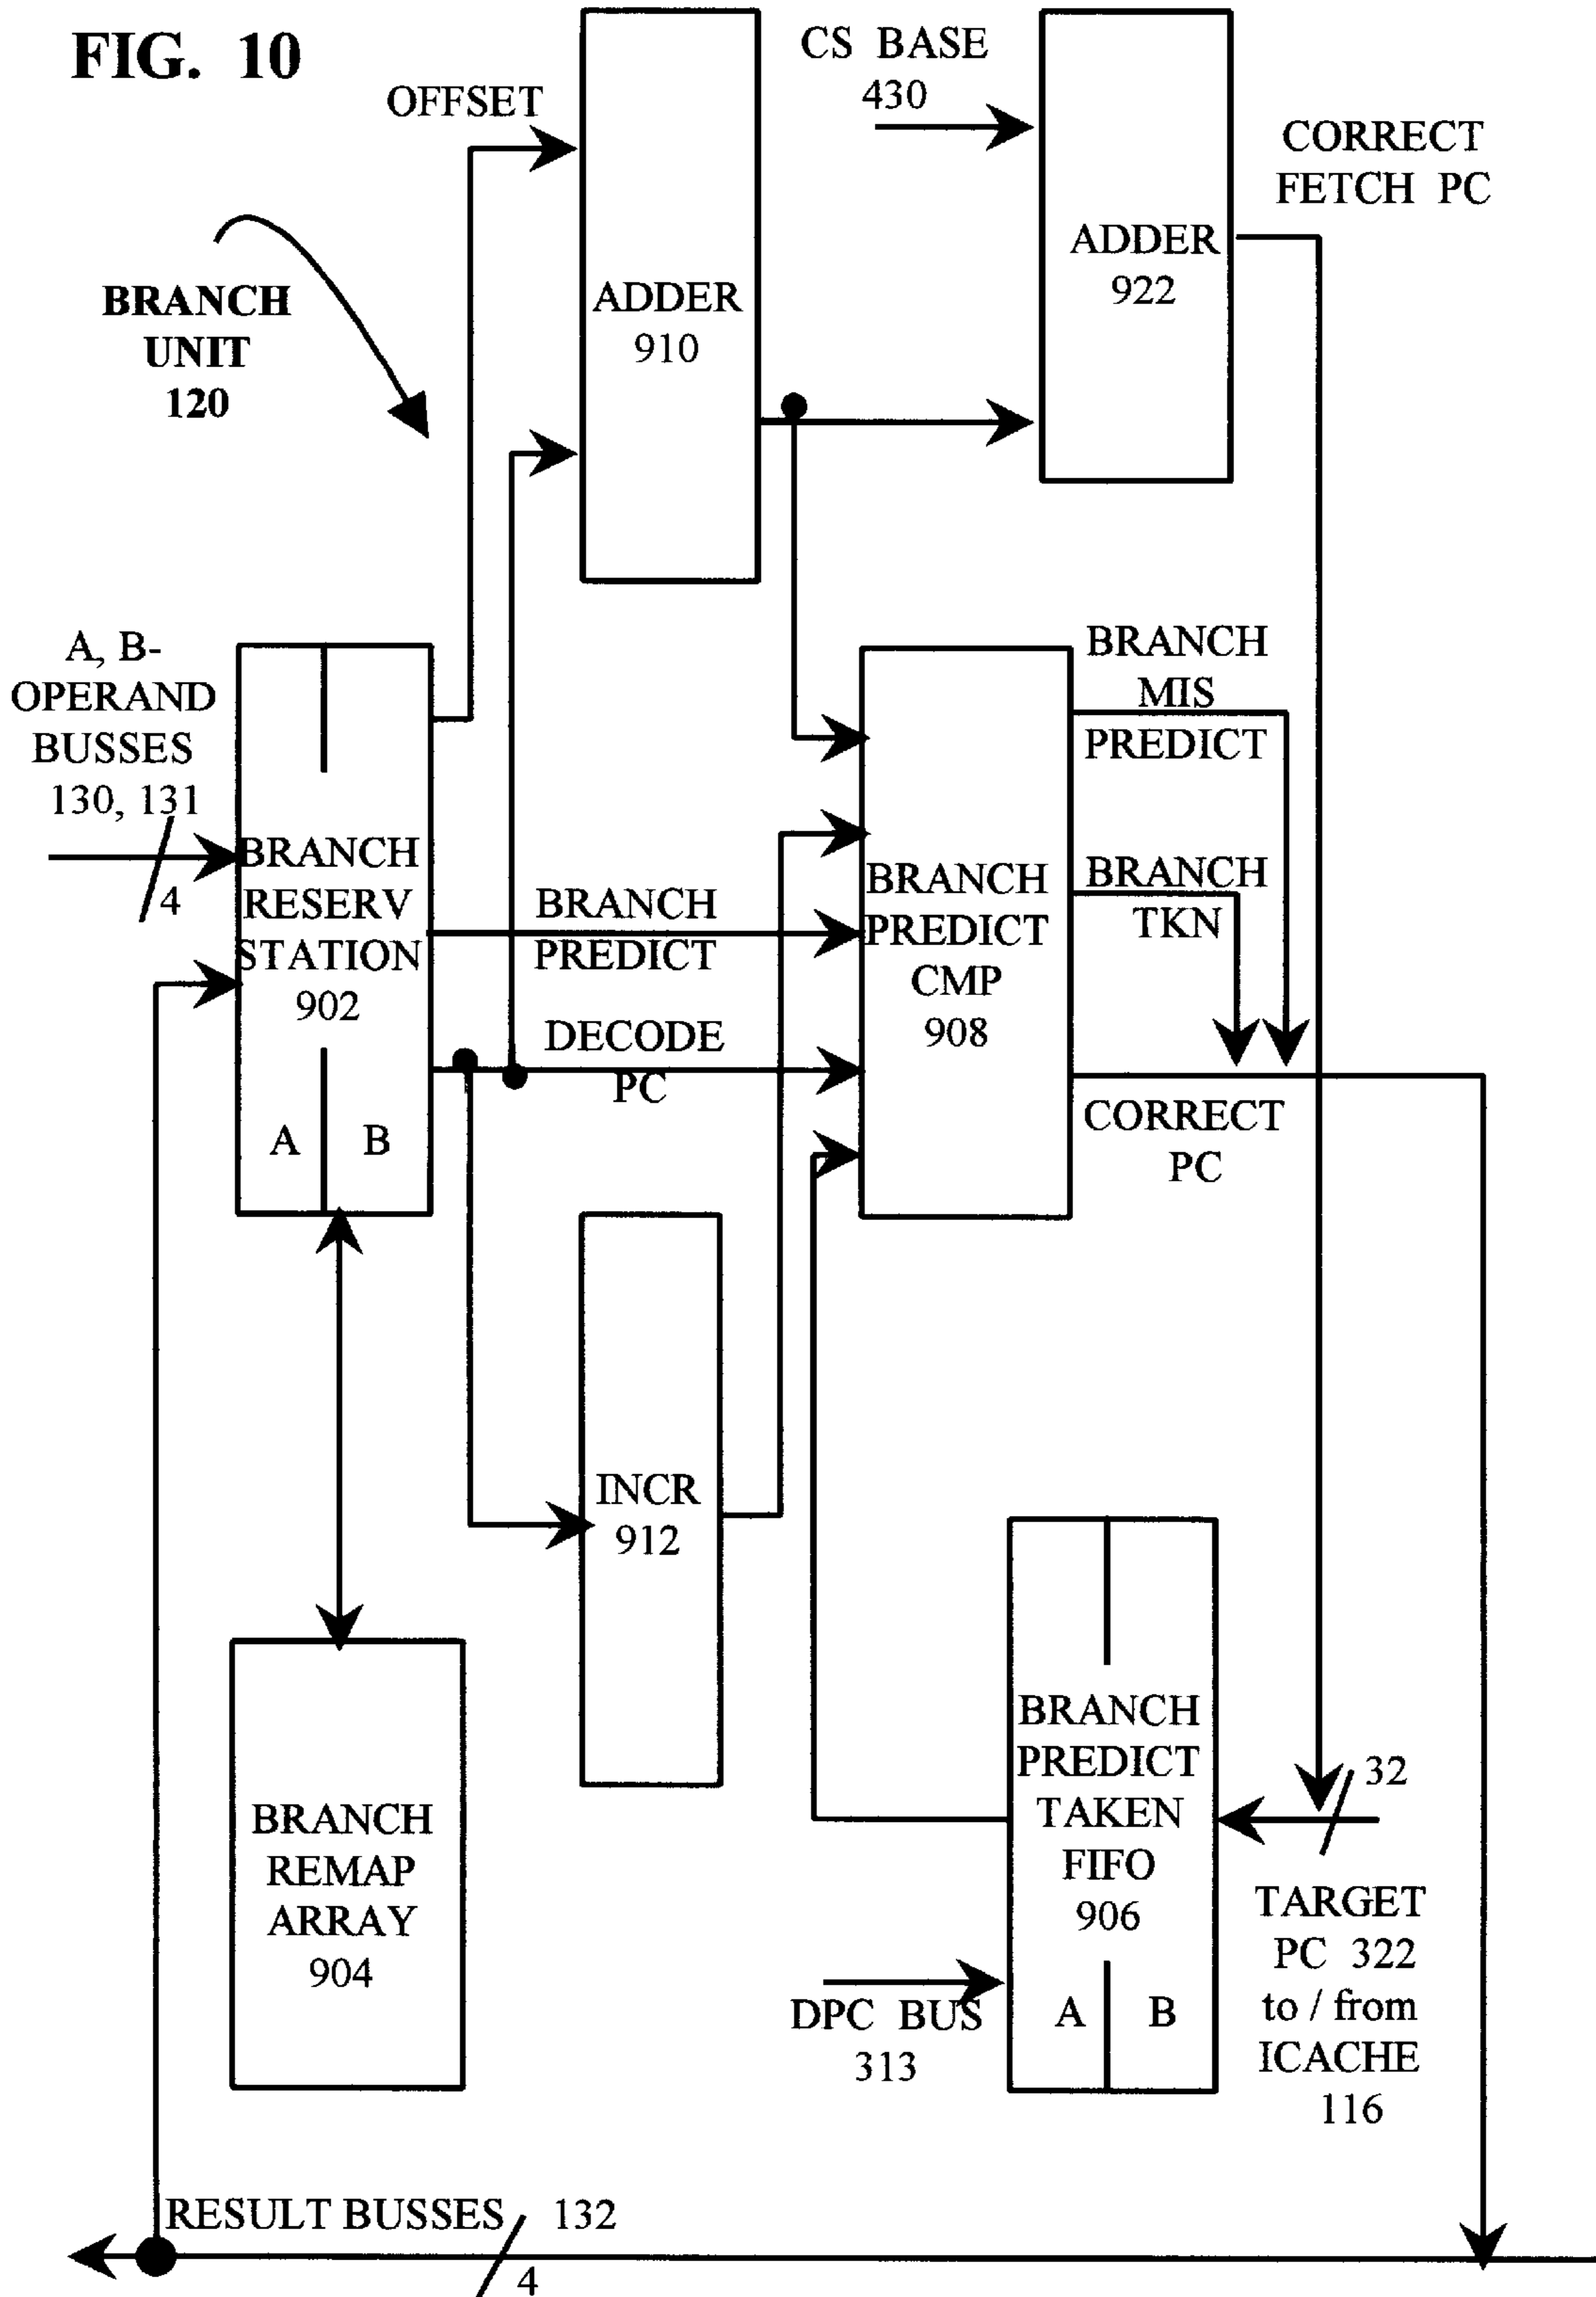 FIG. 10
OFFSET
CS BASE
430
CORRECT
FETCH PC
BRANCH
UNIT
120
ADDER
910
ADDER
922
A, B-
OPERAND
BUSSES
130, 131
4
BRANCH
RESERV
STATION
902
A
B
BRANCH
PREDICT
DECODE
PC
BRANCH
PREDICT
CMP
908
BRANCH
MIS
PREDICT
BRANCH
TKN
CORRECT
PC
INCR
912
BRANCH
REMAP
ARRAY
904
BRANCH
PREDICT
TAKEN
FIFO
906
A
B
32
TARGET
PC 322
to / from
ICACHE
116
DPC BUS
313
RESULT BUSSES
132
4